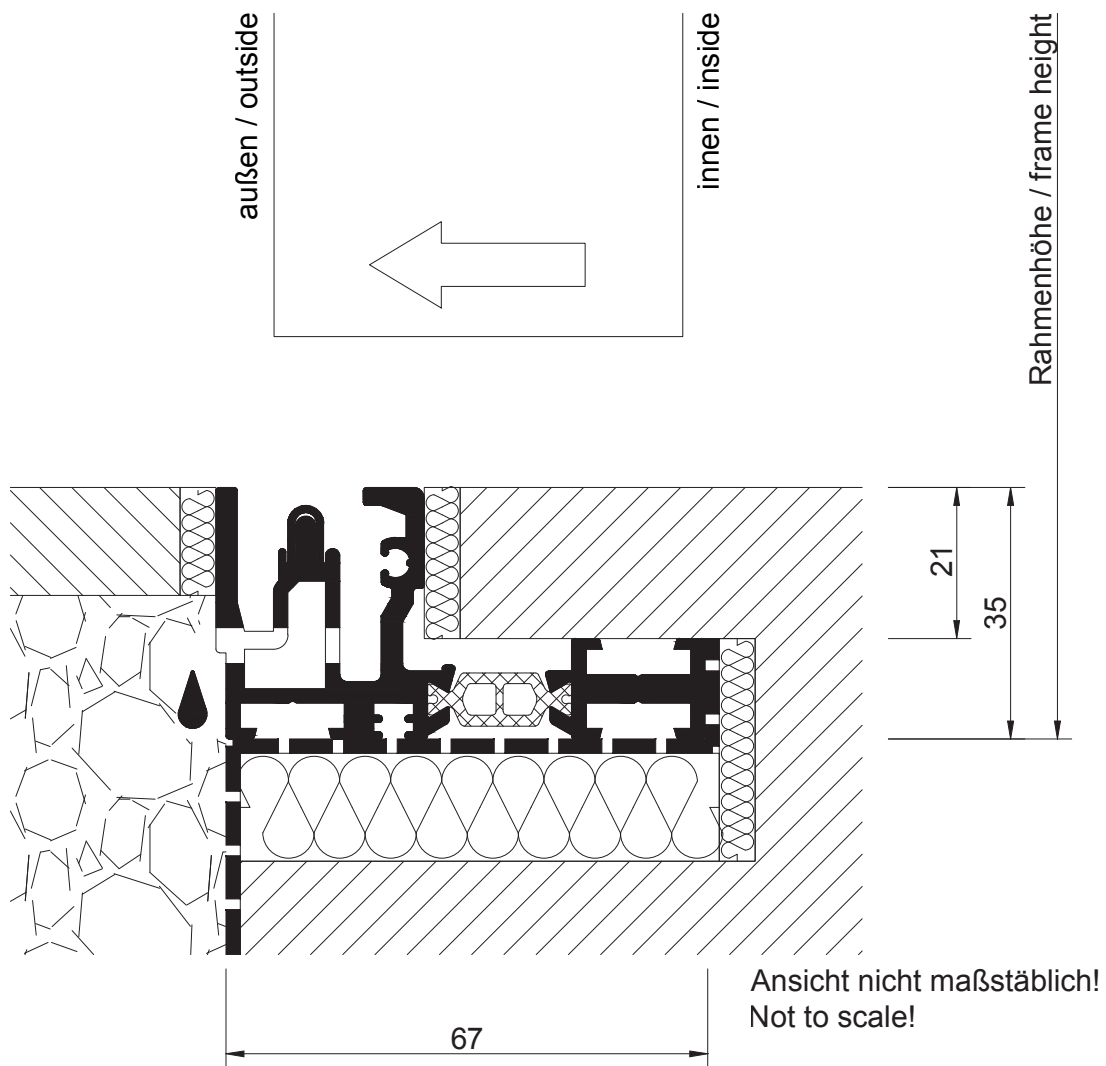 außen / outside
innen / inside
Rahmenhöhe / frame height
21
35
Ansicht nicht maßstäblich!
Not to scale!
67